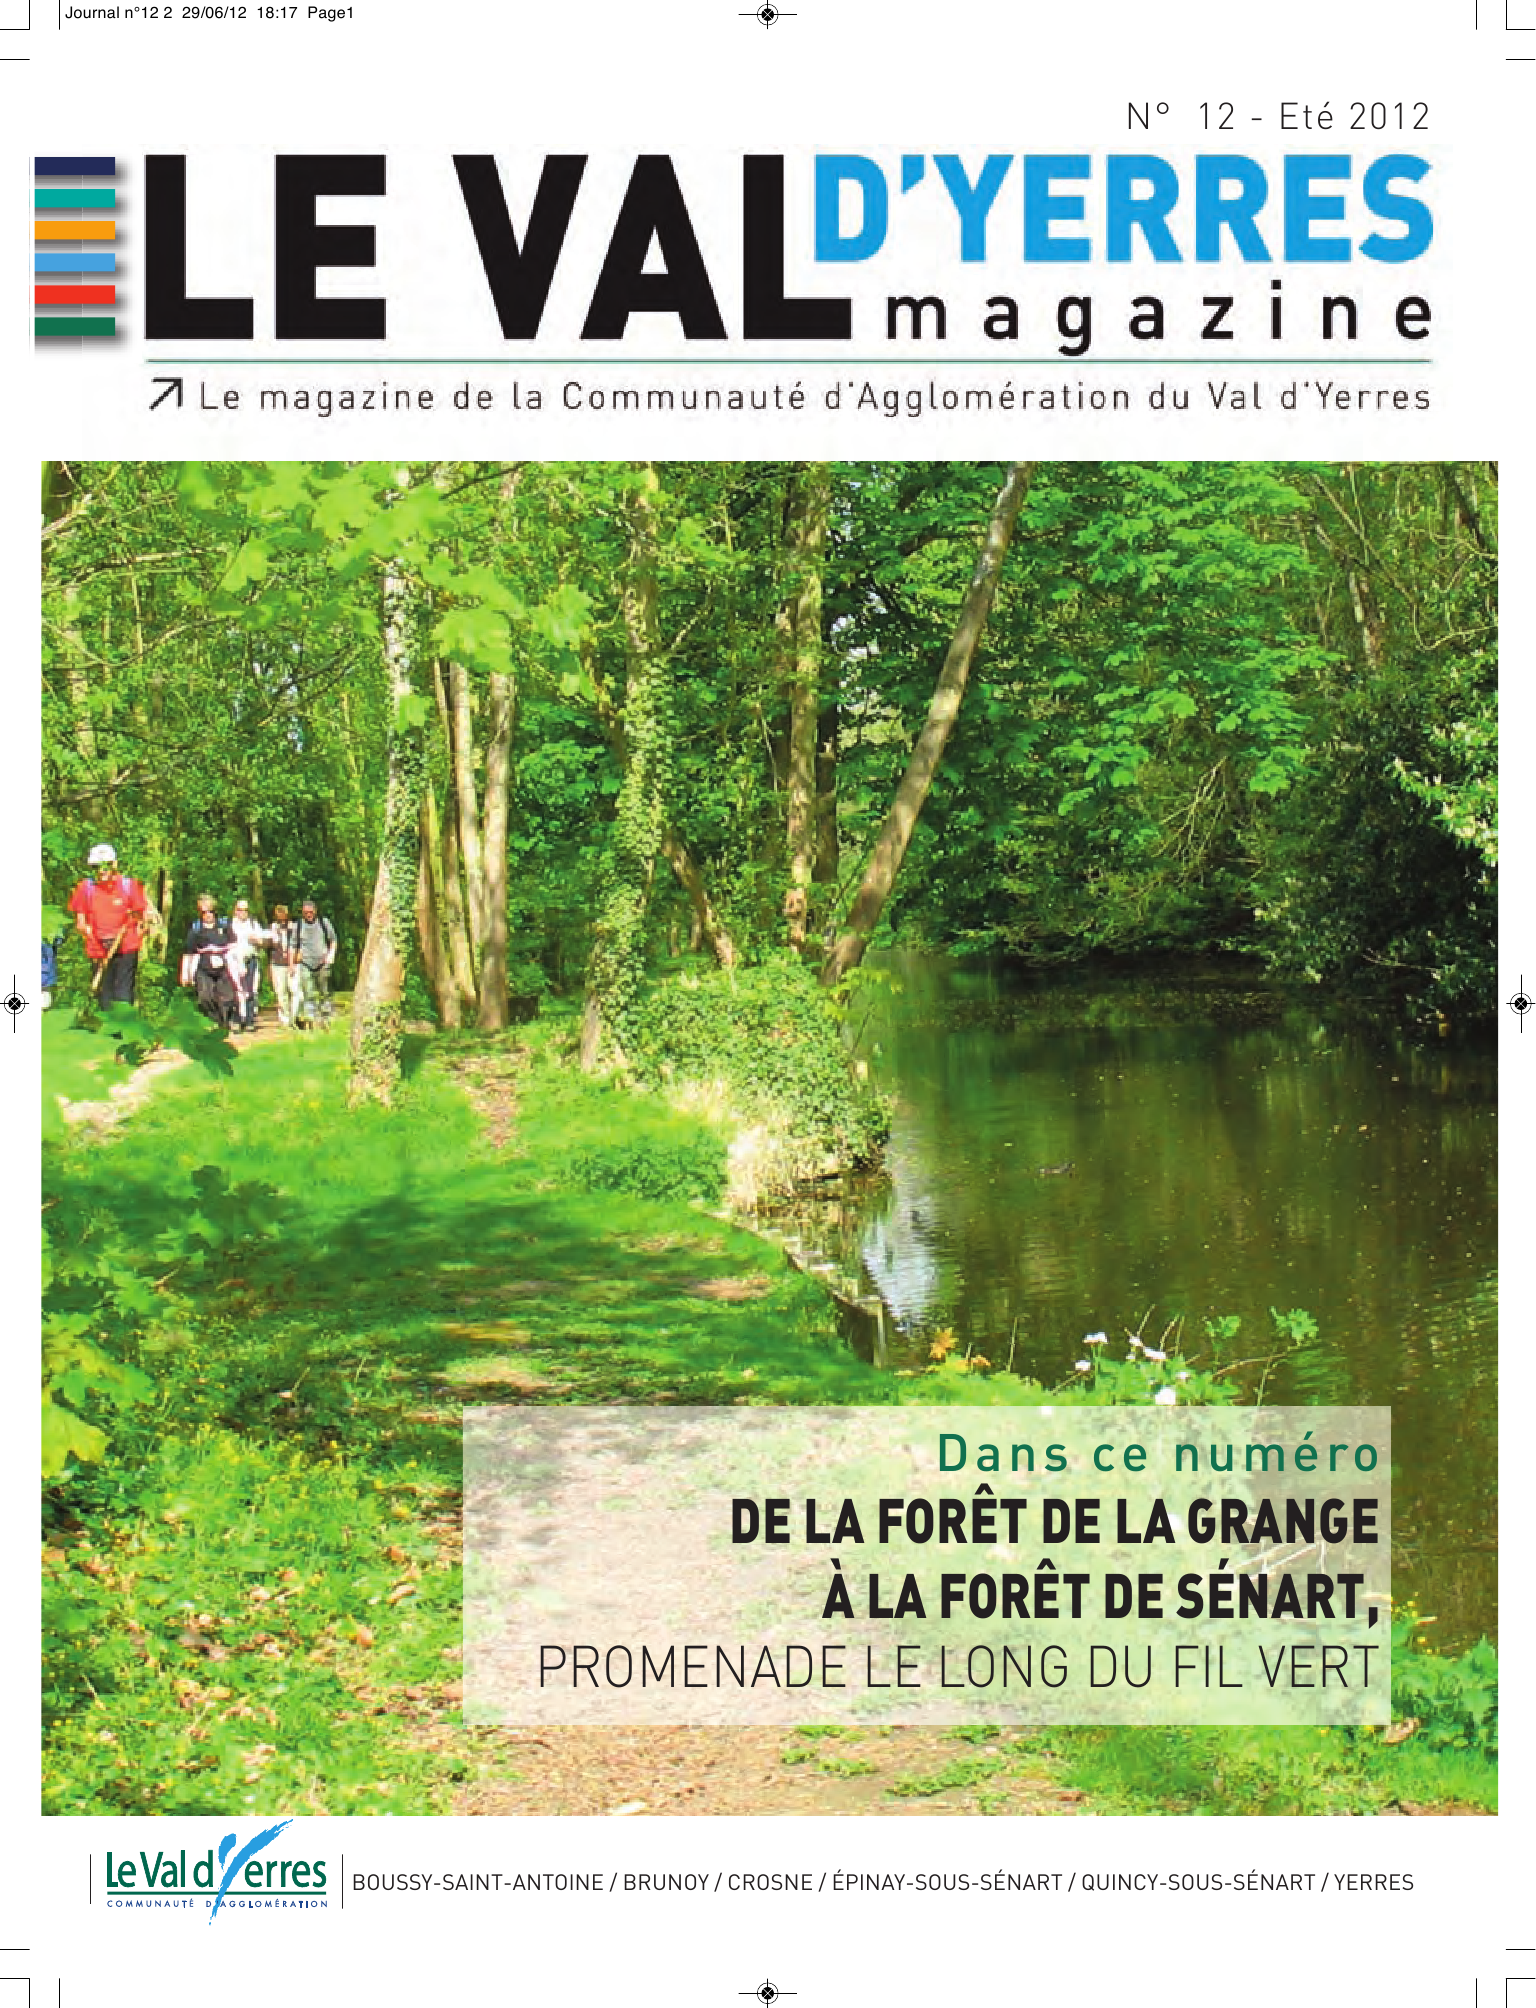 Journal n°12 2 29/06/12 18:17 Page1
N° 12 - Eté 2012
LE VAL D'YERRES
magazine
Le magazine de la Communauté d'Agglomération du Val d'Yerres
Dans ce numéro
DE LA FORÊT DE LA GRANGE
À LA FORÊT DE SÉNART,
PROMENADE LE LONG DU FIL VERT
Le Val d'Yerres
COMMUNAUTÉ D'AGGLOMÉRATION
BOUSSY-SAINT-ANTOINE / BRUNOY / CROSNE / ÉPINAY-SOUS-SÉNART / QUINCY-SOUS-SÉNART / YERRES